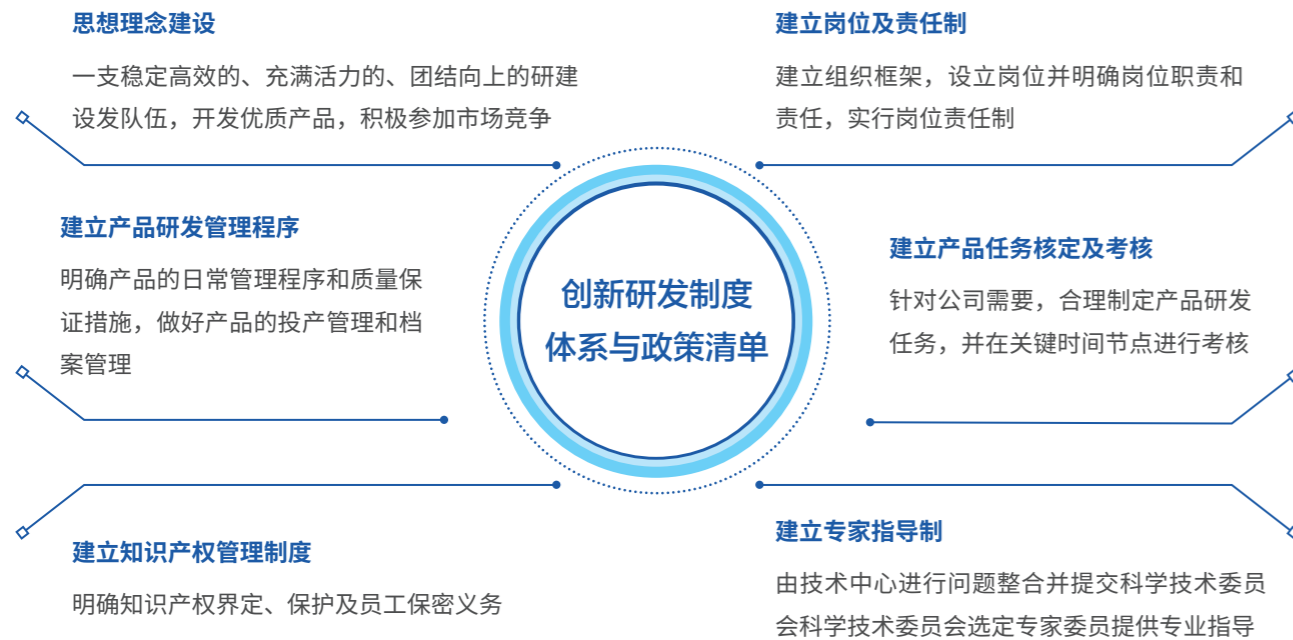 思想理念建设
一支稳定高效的、充满活力的、团结向上的研建
设发队伍，开发优质产品，积极参加市场竞争
建立岗位及责任制
建立组织框架，设立岗位并明确岗位职责和
责任，实行岗位责任制
建立产品研发管理程序
明确产品的日常管理程序和质量保
证措施，做好产品的投产管理和档
案管理
创新研发制度
体系与政策清单
建立产品任务核定及考核
针对公司需要，合理制定产品研发
任务，并在关键时间节点进行考核
建立知识产权管理制度
明确知识产权界定、保护及员工保密义务
建立专家指导制
由技术中心进行问题整合并提交科学技术委员
会科学技术委员会选定专家委员提供专业指导